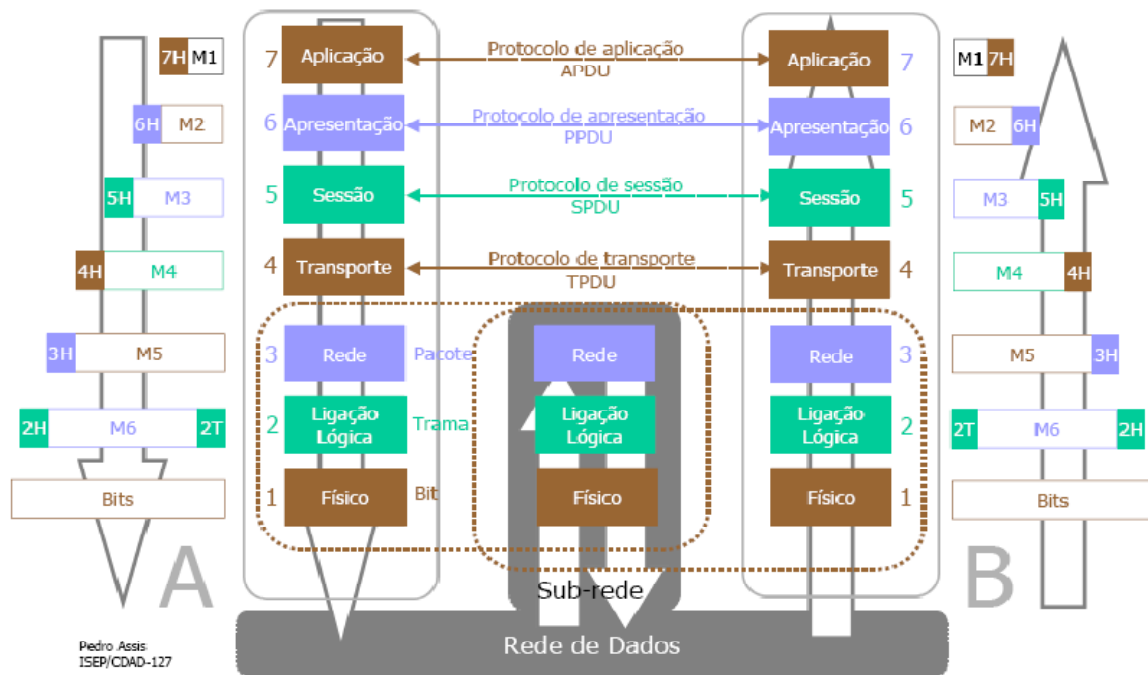 7H M1
7 Aplicação
Protocolo de aplicação
APDU
Aplicação 7
M1 7H
6H M2
6 Apresentação
Protocolo de apresentação
PPDU
Apresentação 6
M2 6H
5H M3
5 Sessão
Protocolo de sessão
SPDU
Sessão 5
M3 5H
4H M4
4 Transporte
Protocolo de transporte
TPDU
Transporte 4
M4 4H
3H M5
3 Rede Pacote
Rede
Rede 3
M5 3H
2H M6 2T
2 Ligação
Lógica
Trama
Ligação
Lógica
Ligação
Lógica
2
2T M6 2H
Bits
1 Físico Bit
Físico
Físico 1
Bits
A
Sub-rede
B
Rede de Dados
Pedro Assis
ISEP/CDAD-127